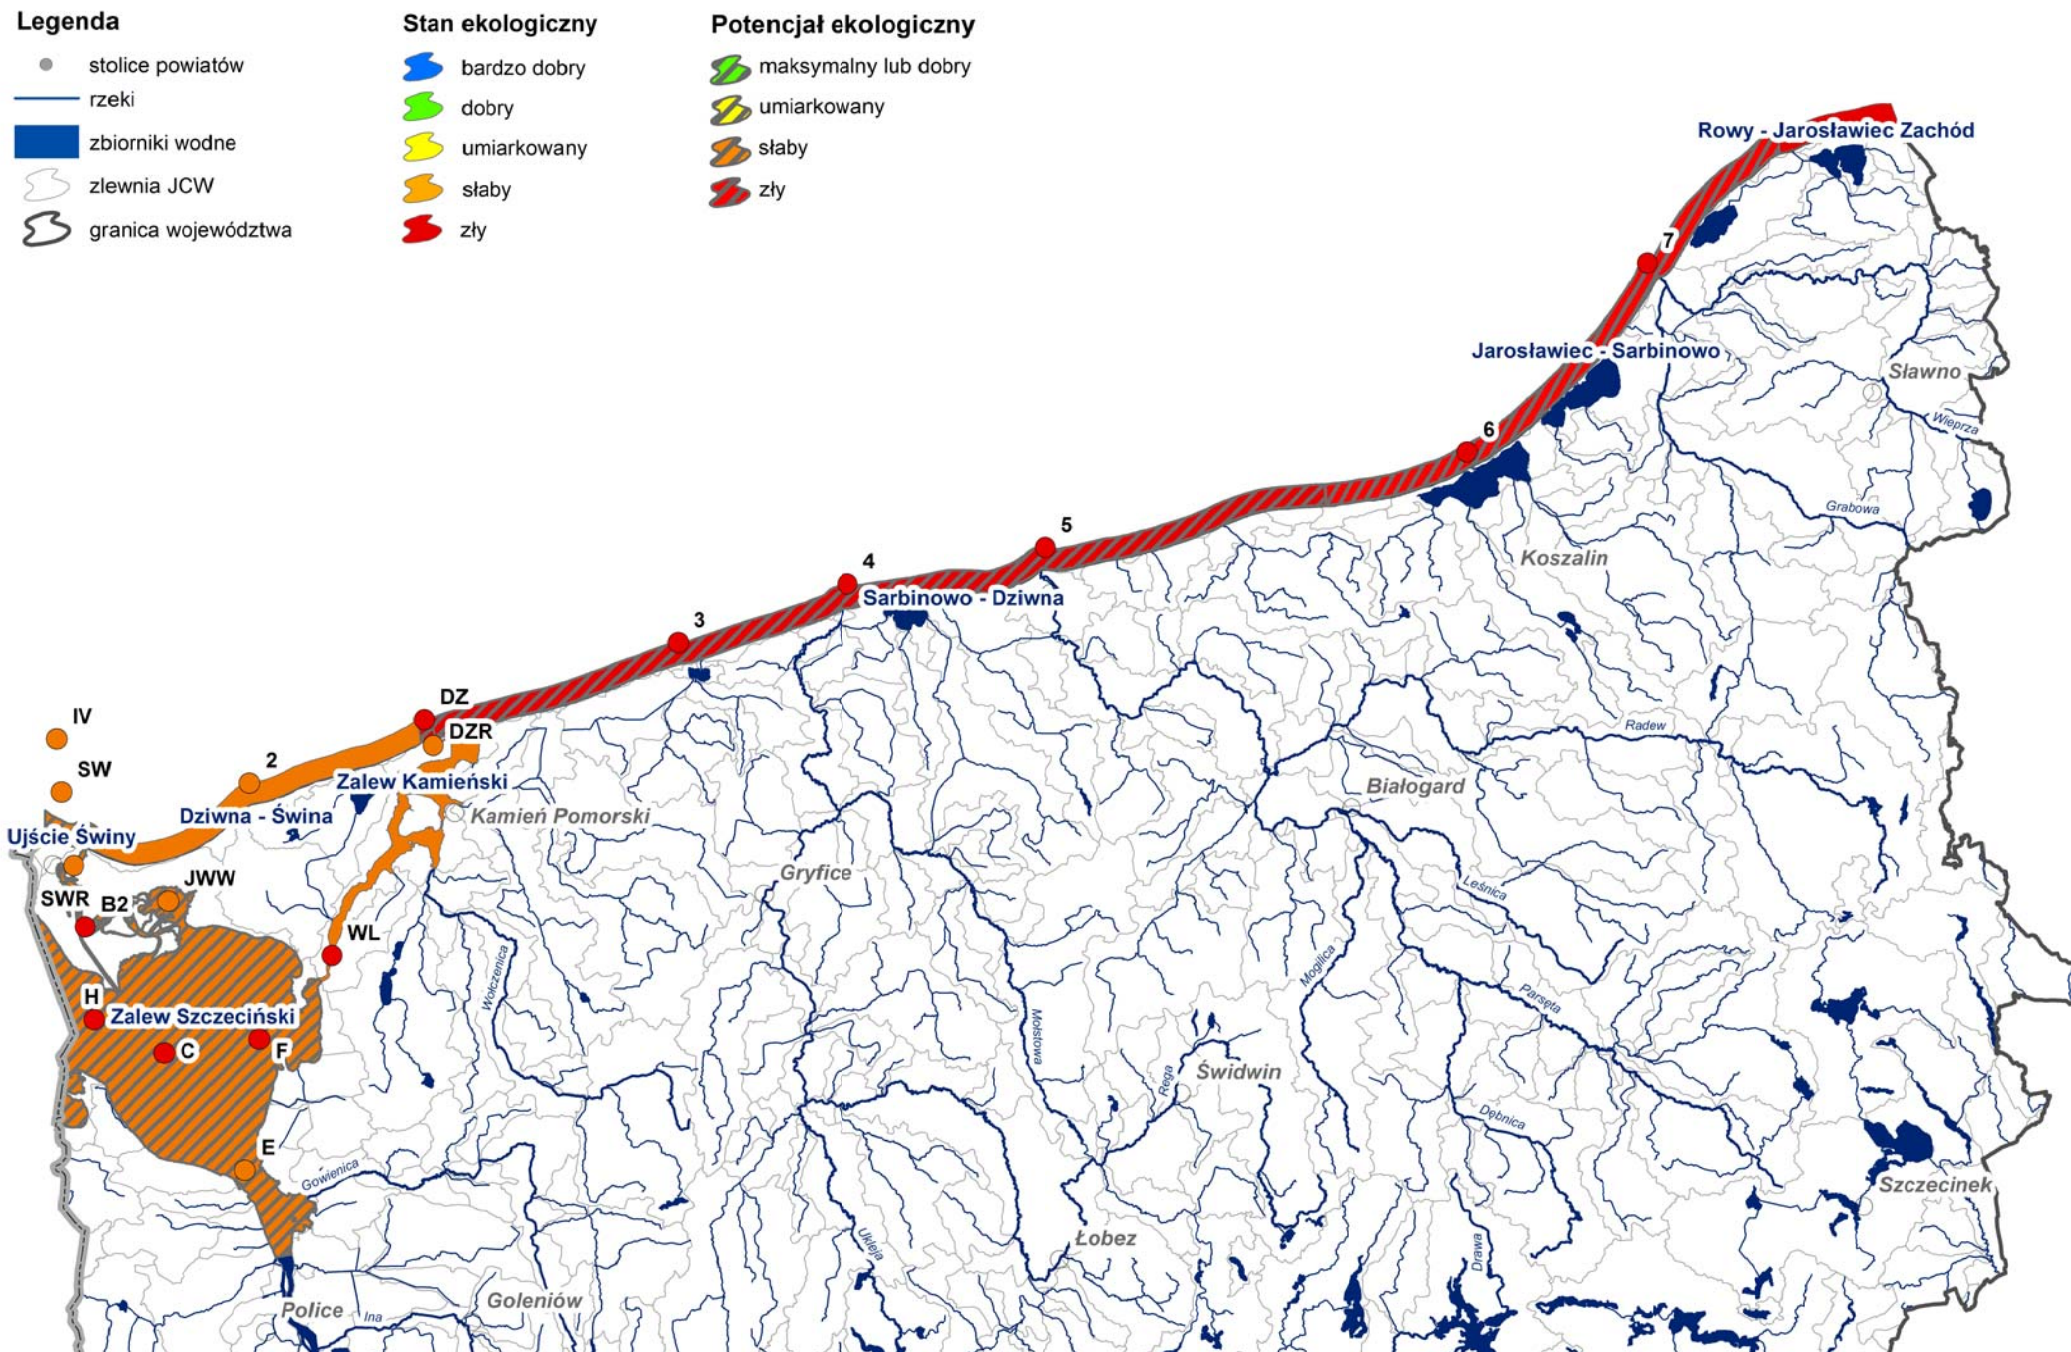 Legenda
stolice powiatów
rzeki
zbiorniki wodne
zlewnia JCW
granica województwa
Stan ekologiczny
bardzo dobry
dobry
umiarkowany
słaby
zły
Potencjał ekologiczny
maksymalny lub dobry
umiarkowany
słaby
zły
Rowy - Jarosławiec Zachód
7
Jarosławiec - Sarbinowo
Sławno
Wieprza
6
Grabowa
5
Koszalin
4
Sarbinowo - Dziwna
3
DZ
IV
DZR
Radew
2
SW
Zalew Kamieński
Białogard
Dziwna - Świna
Kamień Pomorski
Ujście Świny
Gryfice
JWW
Leśnica
SWR
B2
WL
Wołczenica
Mogilica
H
Parsęta
Zalew Szczeciński
Mołstowa
C
F
Świdwin
Rega
Dębnica
E
Gowienica
Szczecinek
Łobez
Ukleja
Drawa
Goleniów
Police
Ina